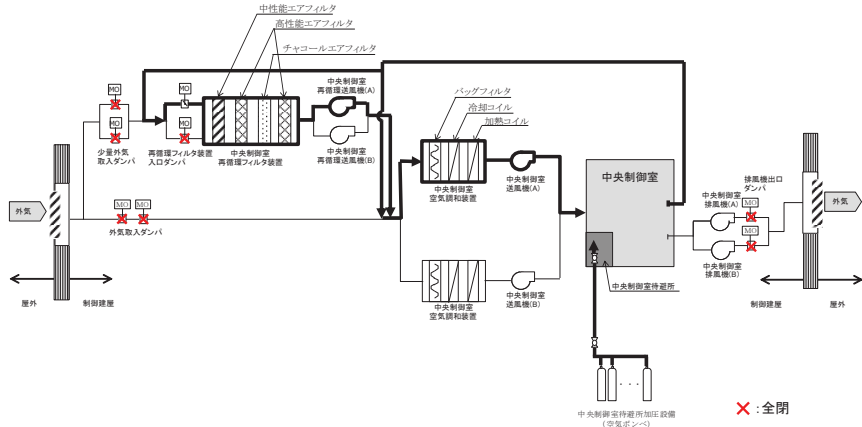 中性能エアフィルタ
高性能エアフィルタ
チャコールエアフィルタ
中央制御室
再循環送風機(A)
MO
MO
MO
MO
中央制御室
再循環送風機(B)
少量外気
取入ダンパ
再循環フィルタ装置
入口ダンパ
中央制御室
再循環フィルタ装置
バッグフィルタ
冷却コイル
加熱コイル
外気
MO
MO
外気取入ダンパ
中央制御室
空気調和装置
中央制御室
送風機(A)
中央制御室
中央制御室
排風機(A)
排風機出口
ダンパ
MO
MO
外気
中央制御室
排風機(B)
屋外
制御建屋
中央制御室
空気調和装置
中央制御室
送風機(B)
中央制御室待避所
制御建屋
屋外
・・・
中央制御室待避所加圧設備
(空気ボンベ)
:全閉